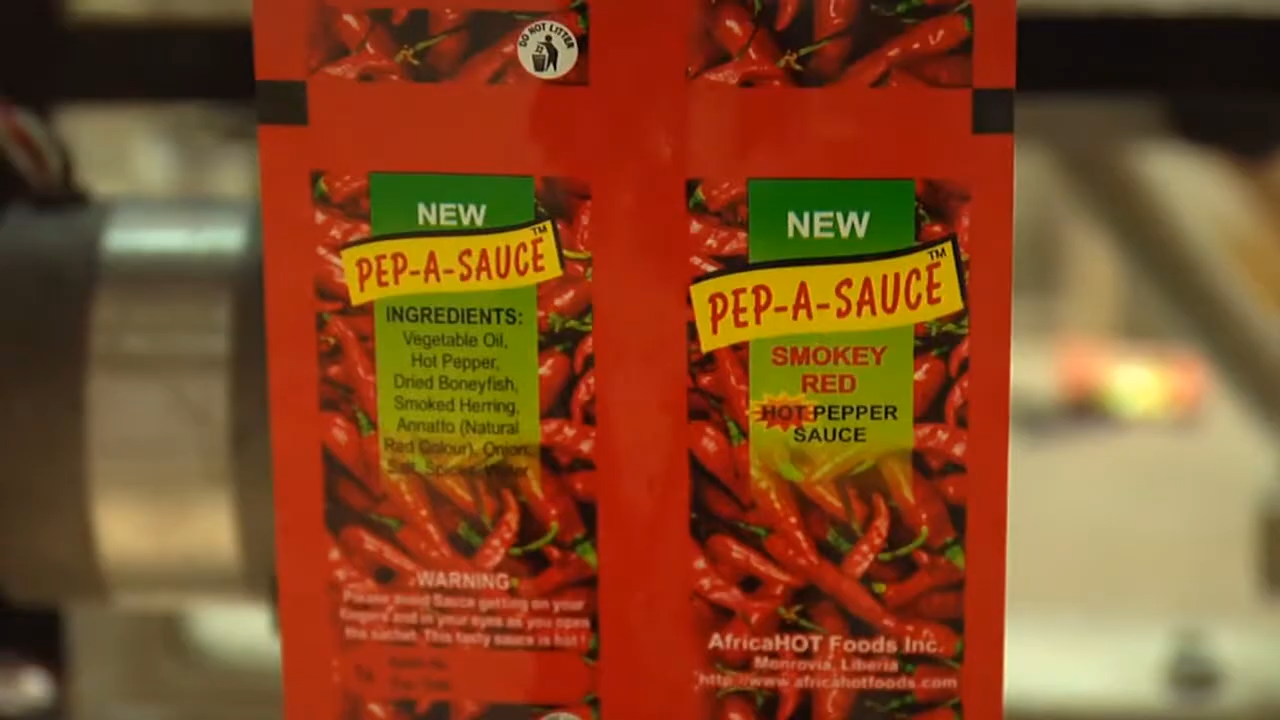 DO NOT LITTER
NEW
PEP-A-SAUCE™
INGREDIENTS:
Vegetable Oil,
Hot Pepper,
Dried Boneyfish,
Smoked Herring,
Annatto (Natural
Red Colour), Onion,
Salt, Spices, Water
WARNING
Please avoid Sauce getting on your
fingers and in your eyes as you open
the sachet. This tasty sauce is hot!
NEW
PEP-A-SAUCE™
SMOKEY
RED
HOT PEPPER
SAUCE
AfricaHOT Foods Inc.
Monrovia, Liberia
http://www.africahotfoods.com